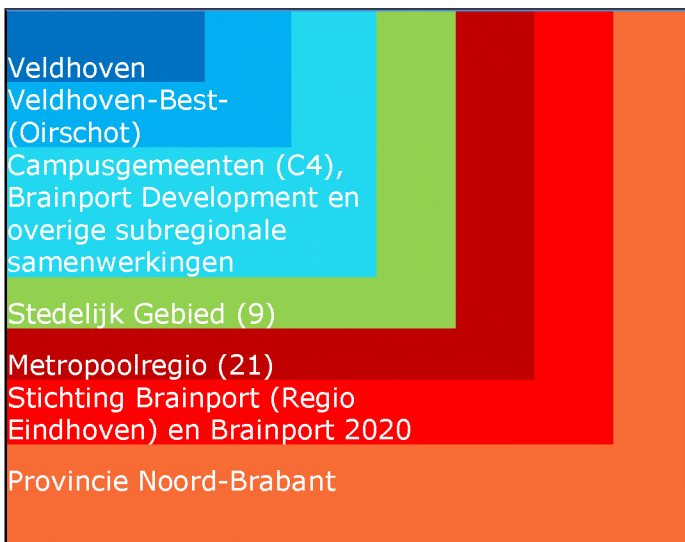 Veldhoven
Veldhoven-Best-
(Oirschot)
Campusgemeenten (C4),
Brainport Development en
overige subregionale
samenwerkingen
Stedelijk Gebied (9)
Metropoolregio (21)
Stichting Brainport (Regio
Eindhoven) en Brainport 2020
Provincie Noord-Brabant